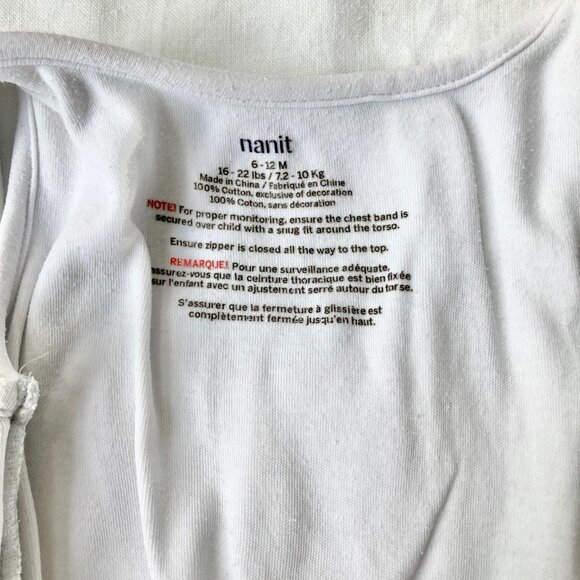 nanit
6 - 12 M
16 - 22 lbs / 7.2 - 10 Kg
Made in China / Fabriqué en Chine
100% Cotton, exclusive of decoration
100% Coton, sans décoration
NOTE! For proper monitoring, ensure the chest band is
secured over child with a snug fit around the torso.
Ensure zipper is closed all the way to the top.
REMARQUE! Pour une surveillance adéquate,
assurez-vous que la ceinture thoracique est bien fixée
sur l'enfant avec un ajustement serré autour du torse.
S'assurer que la fermeture à glissière est
complètement fermée jusqu'en haut.